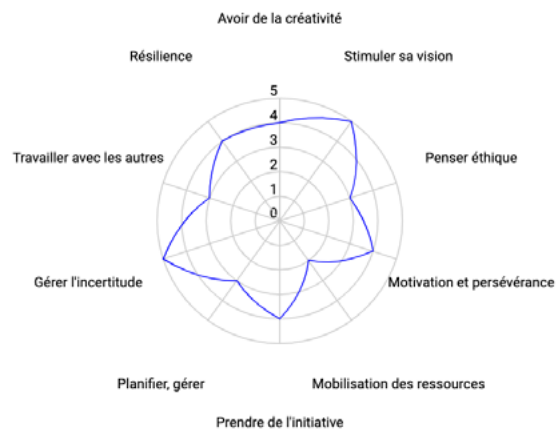 Avoir de la créativité
Résilience
Stimuler sa vision
5
4
Travailler avec les autres
3
Penser éthique
2
1
0
Gérer l'incertitude
Motivation et persévérance
Planifier, gérer
Mobilisation des ressources
Prendre de l'initiative